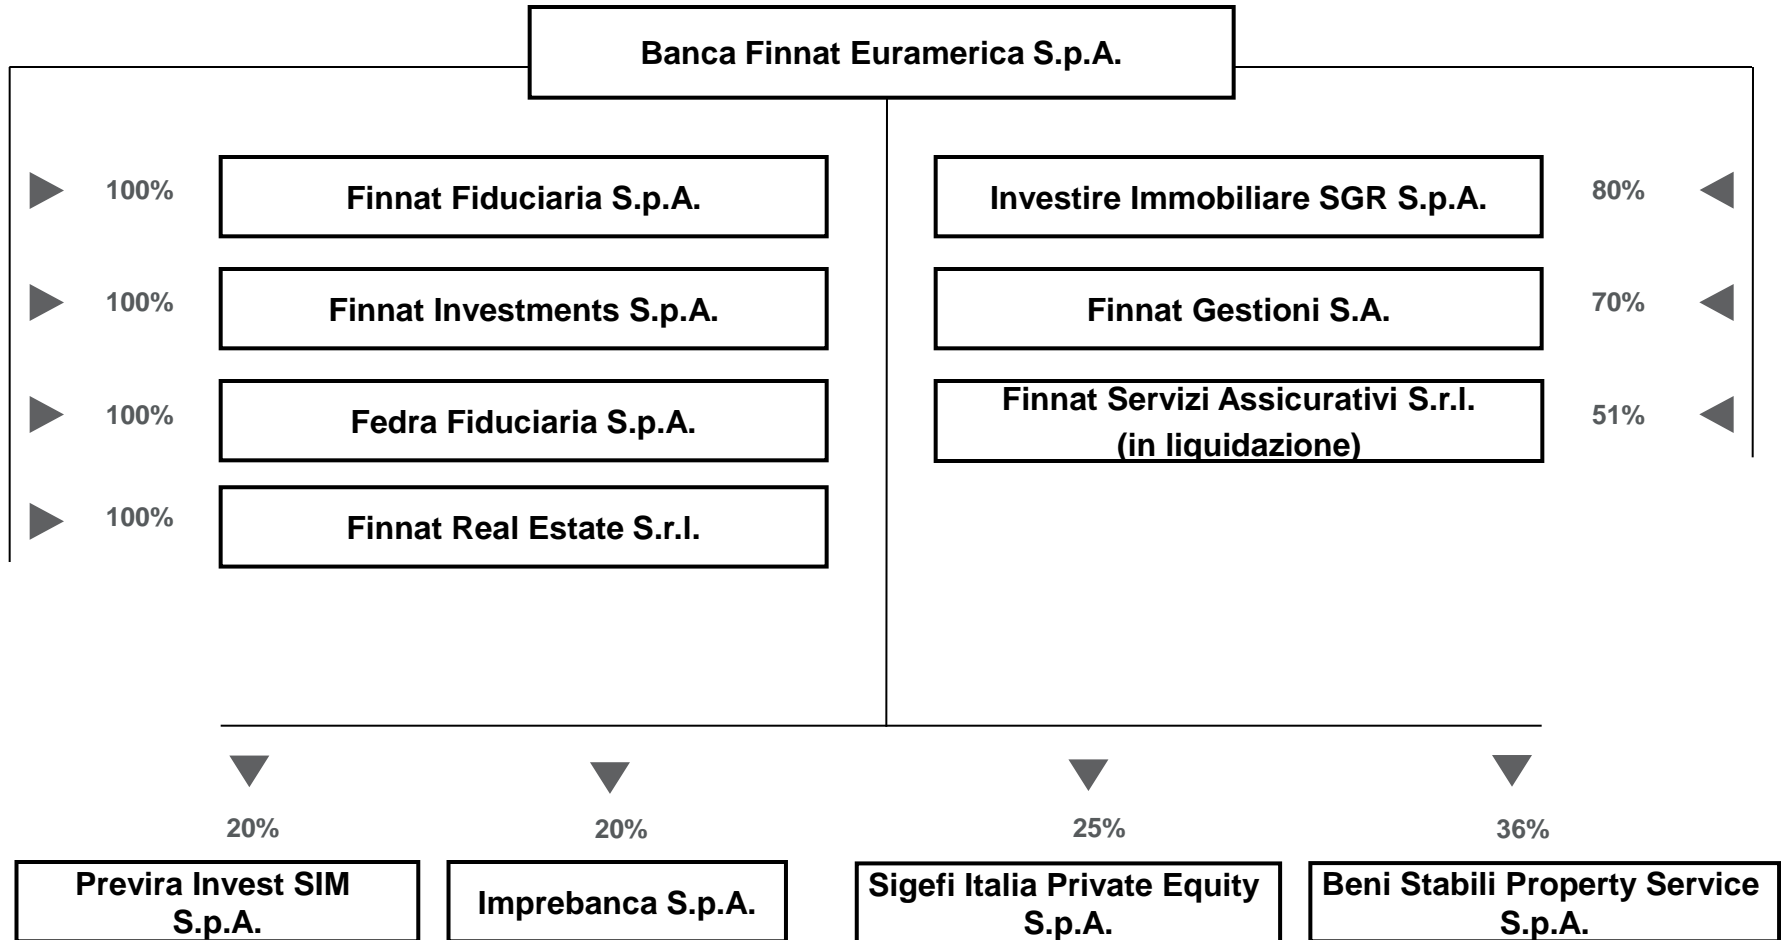 Banca Finnat Euramerica S.p.A.
100%
Finnat Fiduciaria S.p.A.
Investire Immobiliare SGR S.p.A.
80%
100%
Finnat Investments S.p.A.
Finnat Gestioni S.A.
70%
100%
Fedra Fiduciaria S.p.A.
Finnat Servizi Assicurativi S.r.l.
(in liquidazione)
51%
100%
Finnat Real Estate S.r.l.
20%
20%
25%
36%
Previra Invest SIM
S.p.A.
Imprebanca S.p.A.
Sigefi Italia Private Equity
S.p.A.
Beni Stabili Property Service
S.p.A.